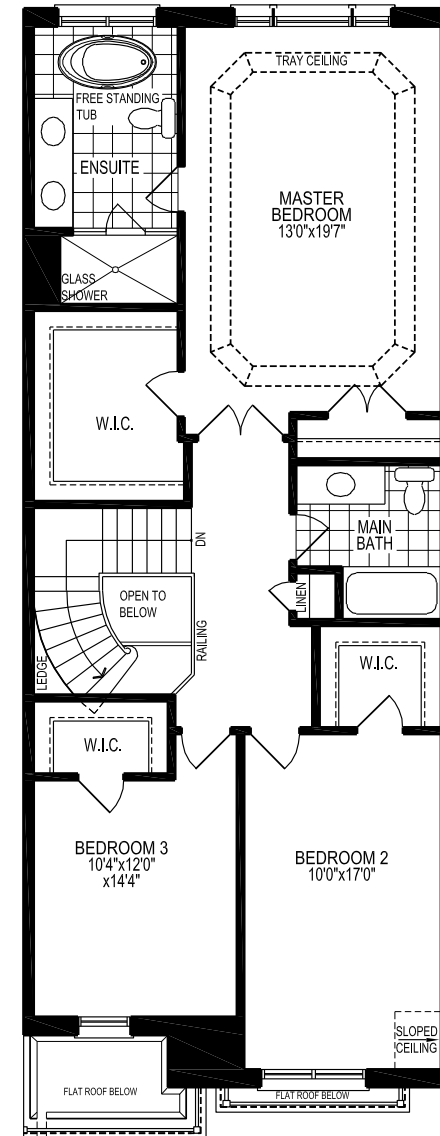 TRAY CEILING
FREE STANDING
TUB
ENSUITE
MASTER
BEDROOM
13'0"x19'7"
GLASS
SHOWER
W.I.C.
DN
MAIN
BATH
OPEN TO
BELOW
LINEN
RAILING
LEDGE
W.I.C.
W.I.C.
BEDROOM 3
10'4"x12'0"
x14'4"
BEDROOM 2
10'0"x17'0"
SLOPED
CEILING
FLAT ROOF BELOW
FLAT ROOF BELOW